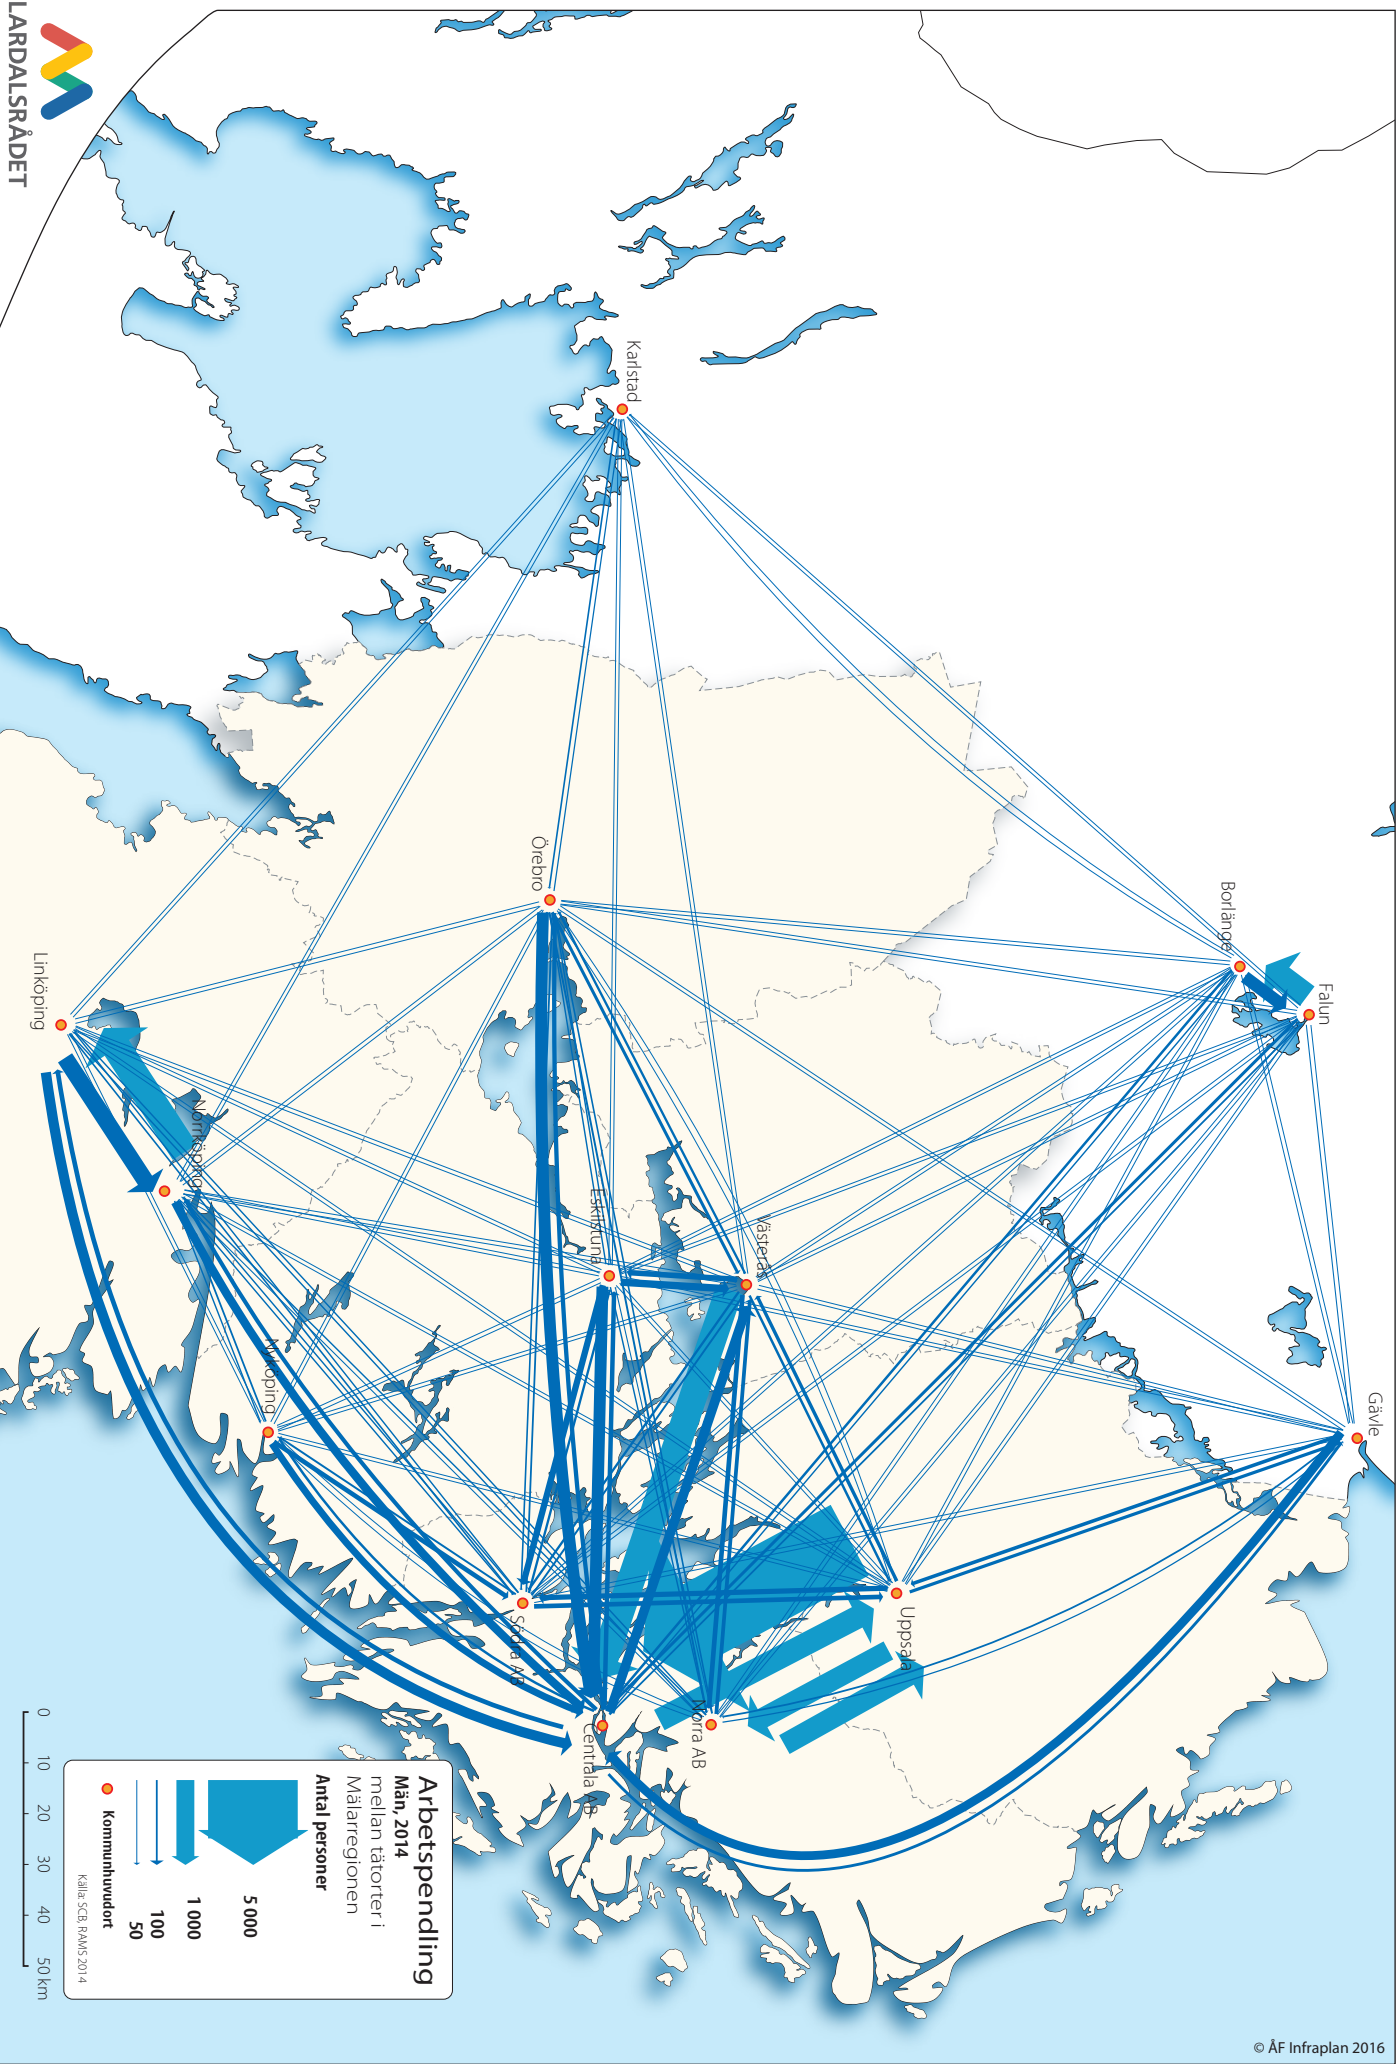 LARDALSRÅDET
Karlstad
Örebro
Borlänge
Falun
Gävle
Linköping
Norrköping
Eskilstuna
Västerås
Nyköping
Uppsala
Södra AB
Norra AB
Centrala AB
Arbetspendling
Män, 2014
mellan tätorter i
Mälarregionen
Antal personer
5 000
1 000
100
50
Kommunhuvudort
Källa: SCB, RAMS 2014
0 10 20 30 40 50 km
© ÅF Infraplan 2016